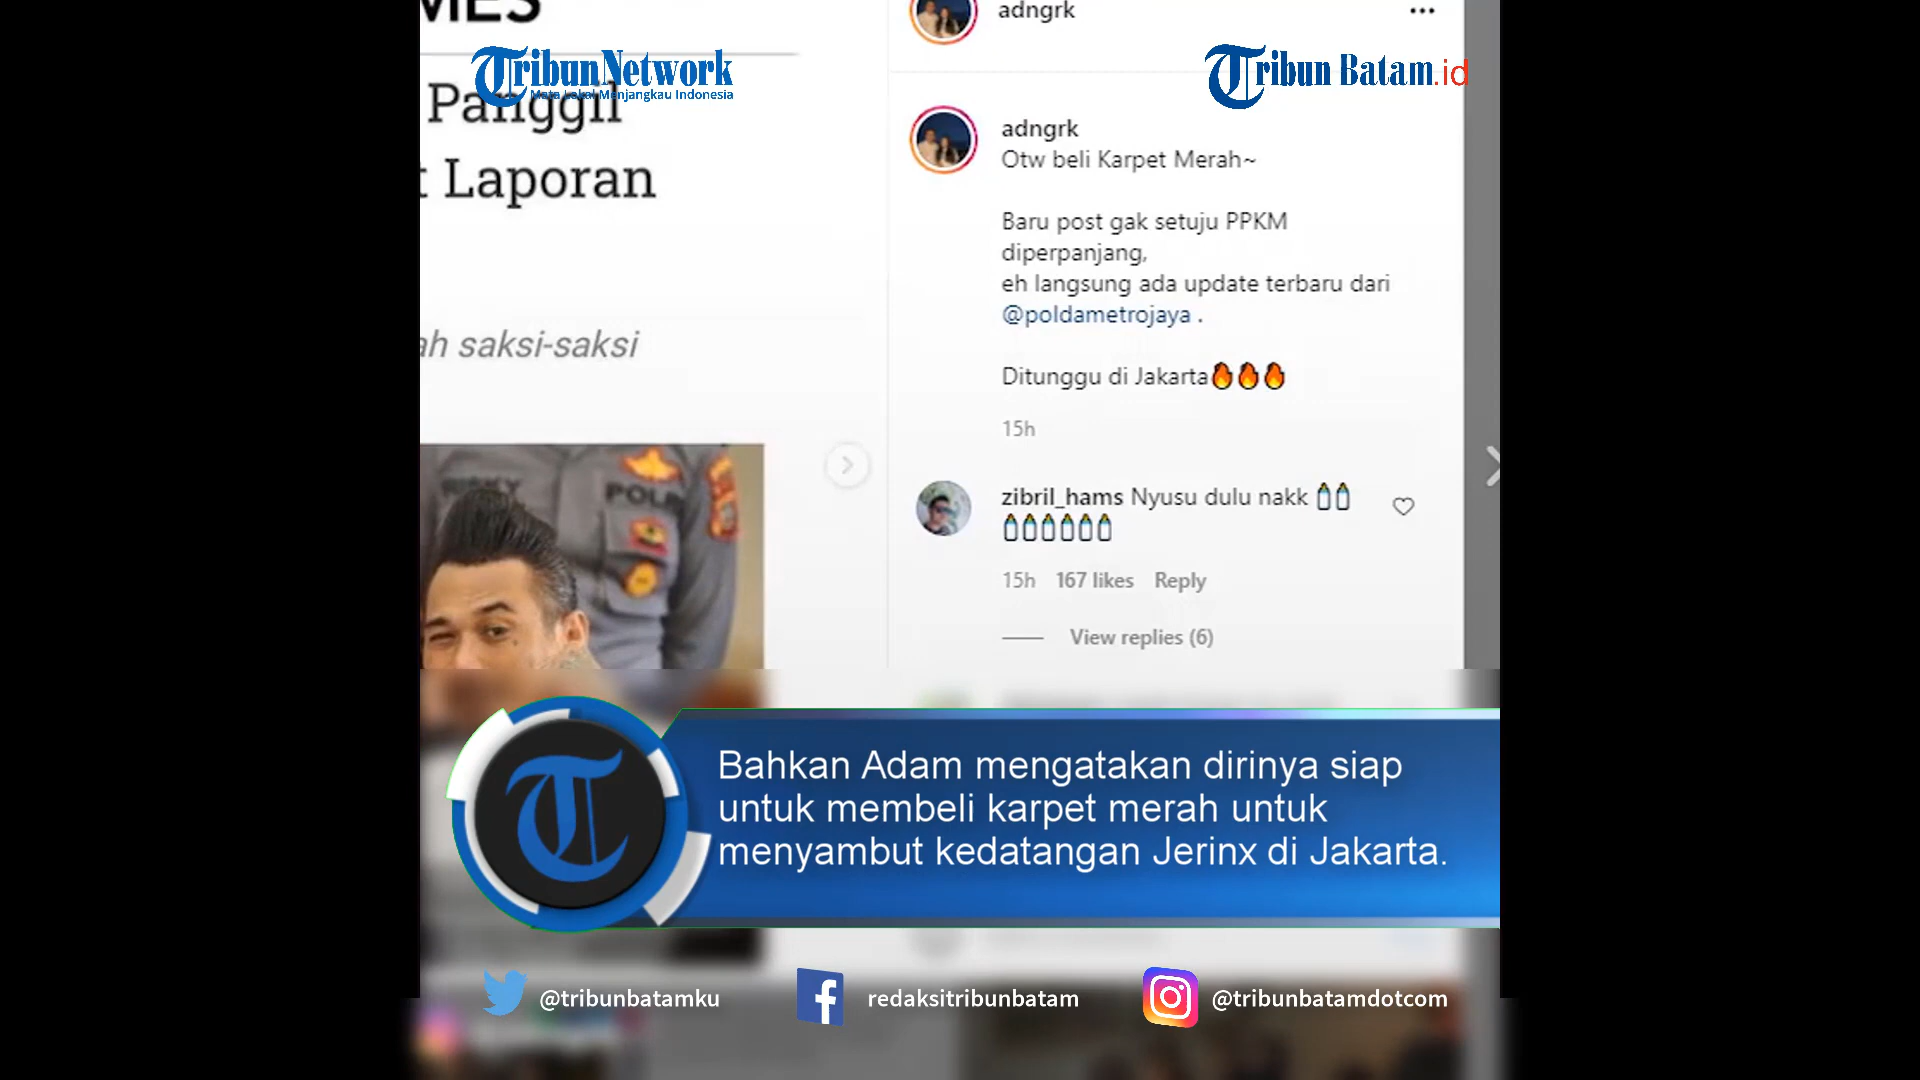 adngrk
TribunNetwork
Mata Lokal Menjangkau Indonesia
Tribun Batam.id
Panggil
Laporan
ah saksi-saksi
POLRI
adngrk
Otw beli Karpet Merah~
Baru post gak setuju PPKM
diperpanjang,
eh langsung ada update terbaru dari
@poldametrojaya .
Ditunggu di Jakarta🔥🔥🔥
15h
zibril_hams Nyusu dulu nakk 🍼🍼
🍼🍼🍼🍼🍼🍼
15h 167 likes Reply
View replies (6)
Bahkan Adam mengatakan dirinya siap
untuk membeli karpet merah untuk
menyambut kedatangan Jerinx di Jakarta.
@tribunbatamku
redaksitribunbatam
@tribunbatamdotcom